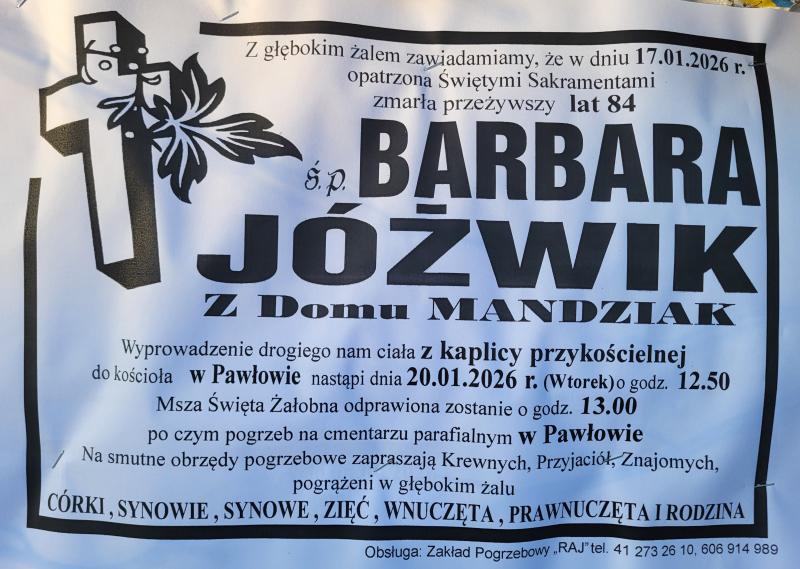 Z głębokim żalem zawiadamiamy, że w dniu 17.01.2026 r.
opatrzona Świętymi Sakramentami
zmarła przeżywszy lat 84
Ś.P. BARBARA
JÓŹWIK
Z Domu MANDZIAK
Wyprowadzenie drogiego nam ciała z kaplicy przykościelnej
do kościoła w Pawłowie nastąpi dnia 20.01.2026 r. (Wtorek) o godz. 12.50
Msza Święta Żałobna odprawiona zostanie o godz. 13.00
po czym pogrzeb na cmentarzu parafialnym w Pawłowie
Na smutne obrzędy pogrzebowe zapraszają Krewnych, Przyjaciół, Znajomych,
pogrążeni w głębokim żalu
CÓRKI , SYNOWIE , SYNOWE , ZIĘĆ , WNUCZĘTA , PRAWNUCZĘTA I RODZINA
Obsługa: Zakład Pogrzebowy „RAJ” tel. 41 273 26 10, 606 914 989